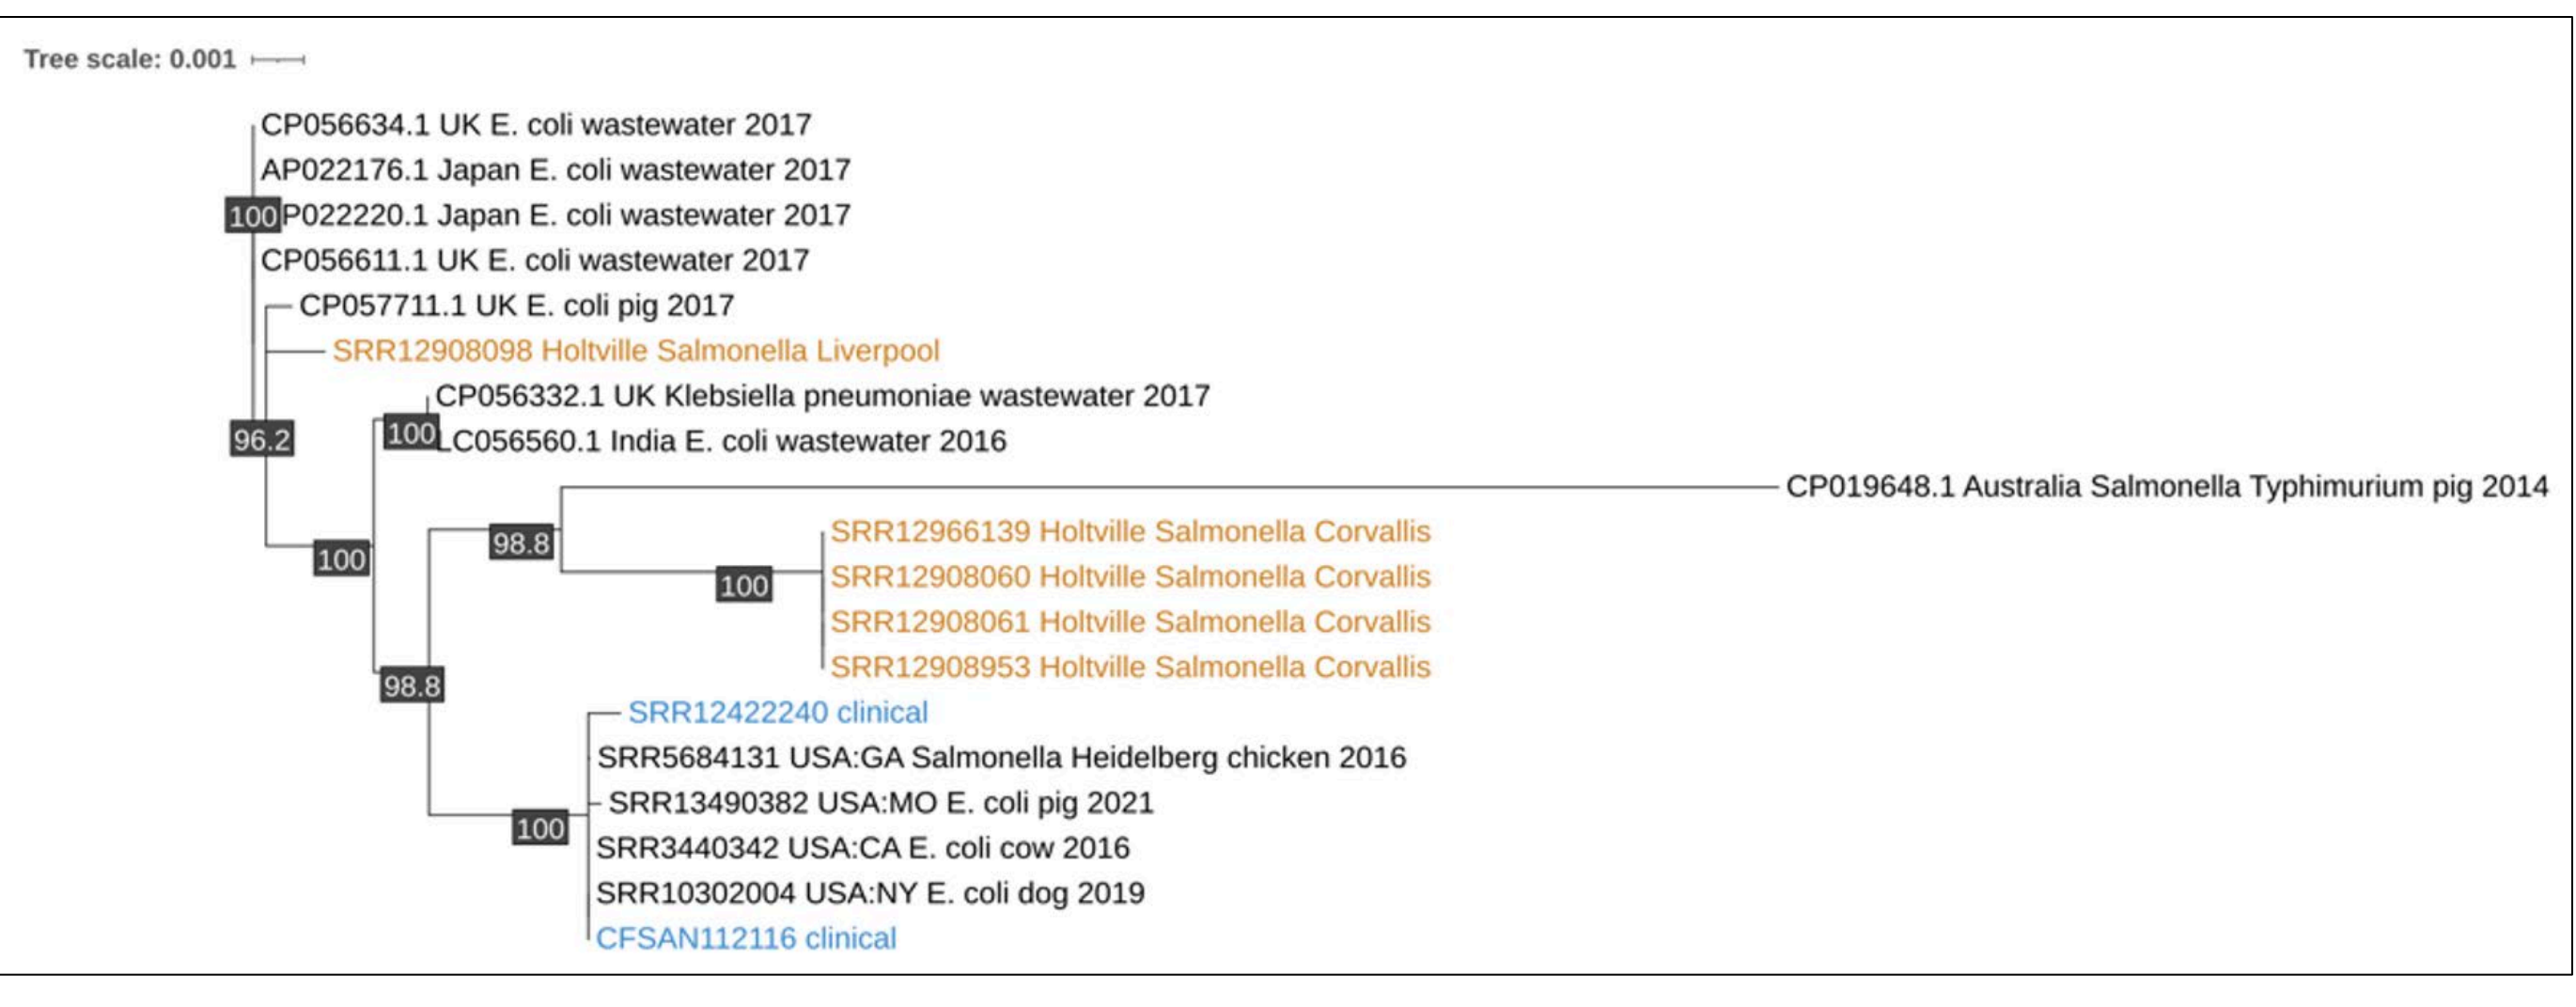 Tree scale: 0.001
CP056634.1 UK E. coli wastewater 2017
AP022176.1 Japan E. coli wastewater 2017
100
P022220.1 Japan E. coli wastewater 2017
CP056611.1 UK E. coli wastewater 2017
CP057711.1 UK E. coli pig 2017
SRR12908098 Holtville Salmonella Liverpool
CP056332.1 UK Klebsiella pneumoniae wastewater 2017
96.2
100
LC056560.1 India E. coli wastewater 2016
CP019648.1 Australia Salmonella Typhimurium pig 2014
SRR12966139 Holtville Salmonella Corvallis
98.8
100
SRR12908060 Holtville Salmonella Corvallis
100
SRR12908061 Holtville Salmonella Corvallis
SRR12908953 Holtville Salmonella Corvallis
98.8
SRR12422240 clinical
SRR5684131 USA:GA Salmonella Heidelberg chicken 2016
SRR13490382 USA:MO E. coli pig 2021
100
SRR3440342 USA:CA E. coli cow 2016
SRR10302004 USA:NY E. coli dog 2019
CFSAN112116 clinical